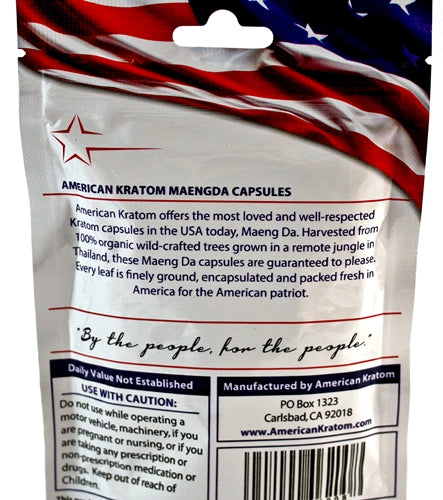 AMERICAN KRATOM MAENGDA CAPSULES
American Kratom offers the most loved and well-respected
Kratom capsules in the USA today, Maeng Da. Harvested from
100% organic wild-crafted trees grown in a remote jungle in
Thailand, these Maeng Da capsules are guaranteed to please.
Every leaf is finely ground, encapsulated and packed fresh in
America for the American patriot.
"By the people, for the people."
Daily Value Not Established
USE WITH CAUTION:
Do not use while operating a
motor vehicle, machinery, if you
are pregnant or nursing, or if you
are taking any prescription or
non-prescription medication or
drugs. Keep out of reach of
Children.
Manufactured by American Kratom
PO Box 1323
Carlsbad, CA 92018
www.AmericanKratom.com